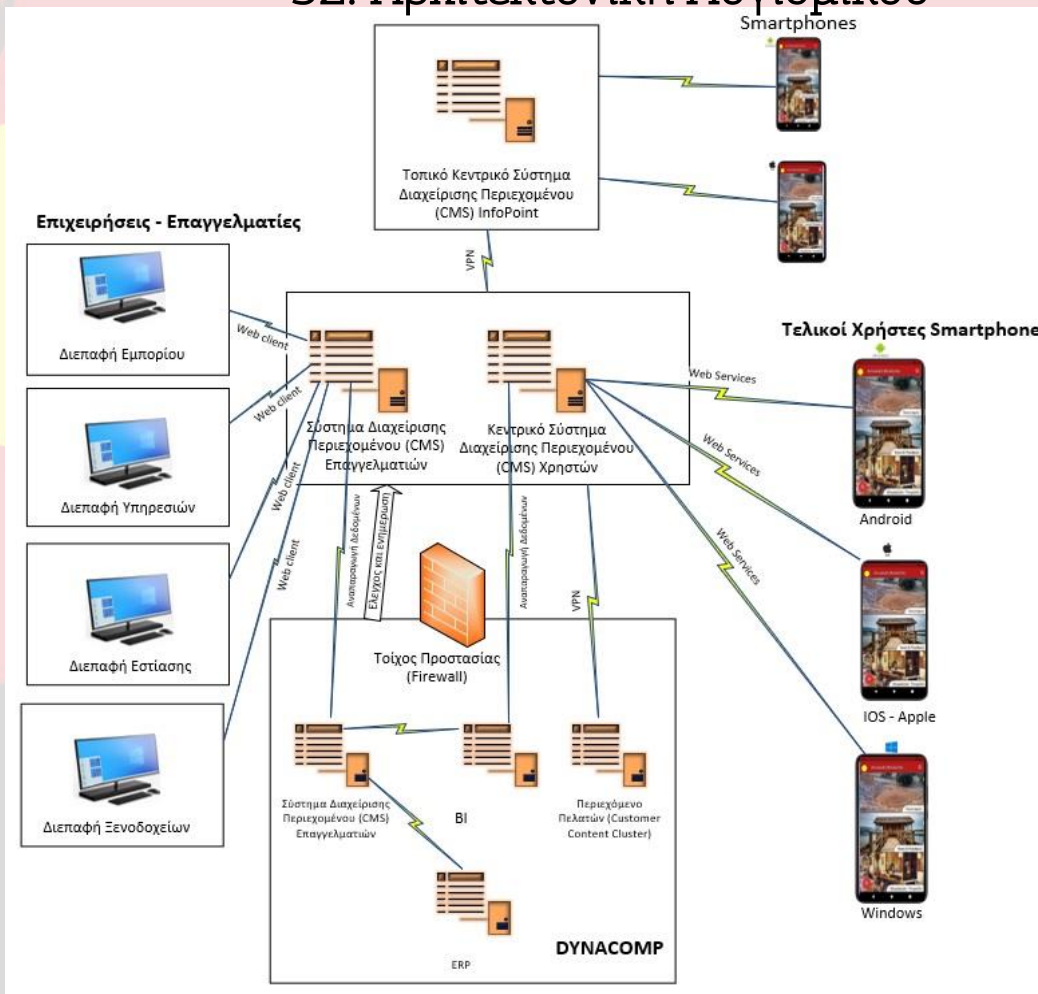 Smartphones
Τοπικό Κεντρικό Σύστημα
Διαχείρισης Περιεχομένου
(CMS) InfoPoint
VPN
Επιχειρήσεις - Επαγγελματίες
Διεπαφή Εμπορίου
Διεπαφή Υπηρεσιών
Διεπαφή Εστίασης
Διεπαφή Ξενοδοχείων
Web client
Web client
Web client
Web client
Σύστημα Διαχείρισης
Περιεχομένου (CMS)
Επαγγελματιών
Κεντρικό Σύστημα
Διαχείρισης Περιεχομένου
(CMS) Χρηστών
Τελικοί Χρήστες Smartphone
Web Services
Web Services
Web Services
Android
IOS - Apple
Windows
Αναπαραγωγή Δεδομένων
Έλεγχος και ενημέρωση
Αναπαραγωγή Δεδομένων
VPN
Τοίχος Προστασίας
(Firewall)
Σύστημα Διαχείρισης
Περιεχομένου (CMS)
Επαγγελματιών
BI
Περιεχόμενο
Πελατών (Customer
Content Cluster)
ERP
DYNACOMP